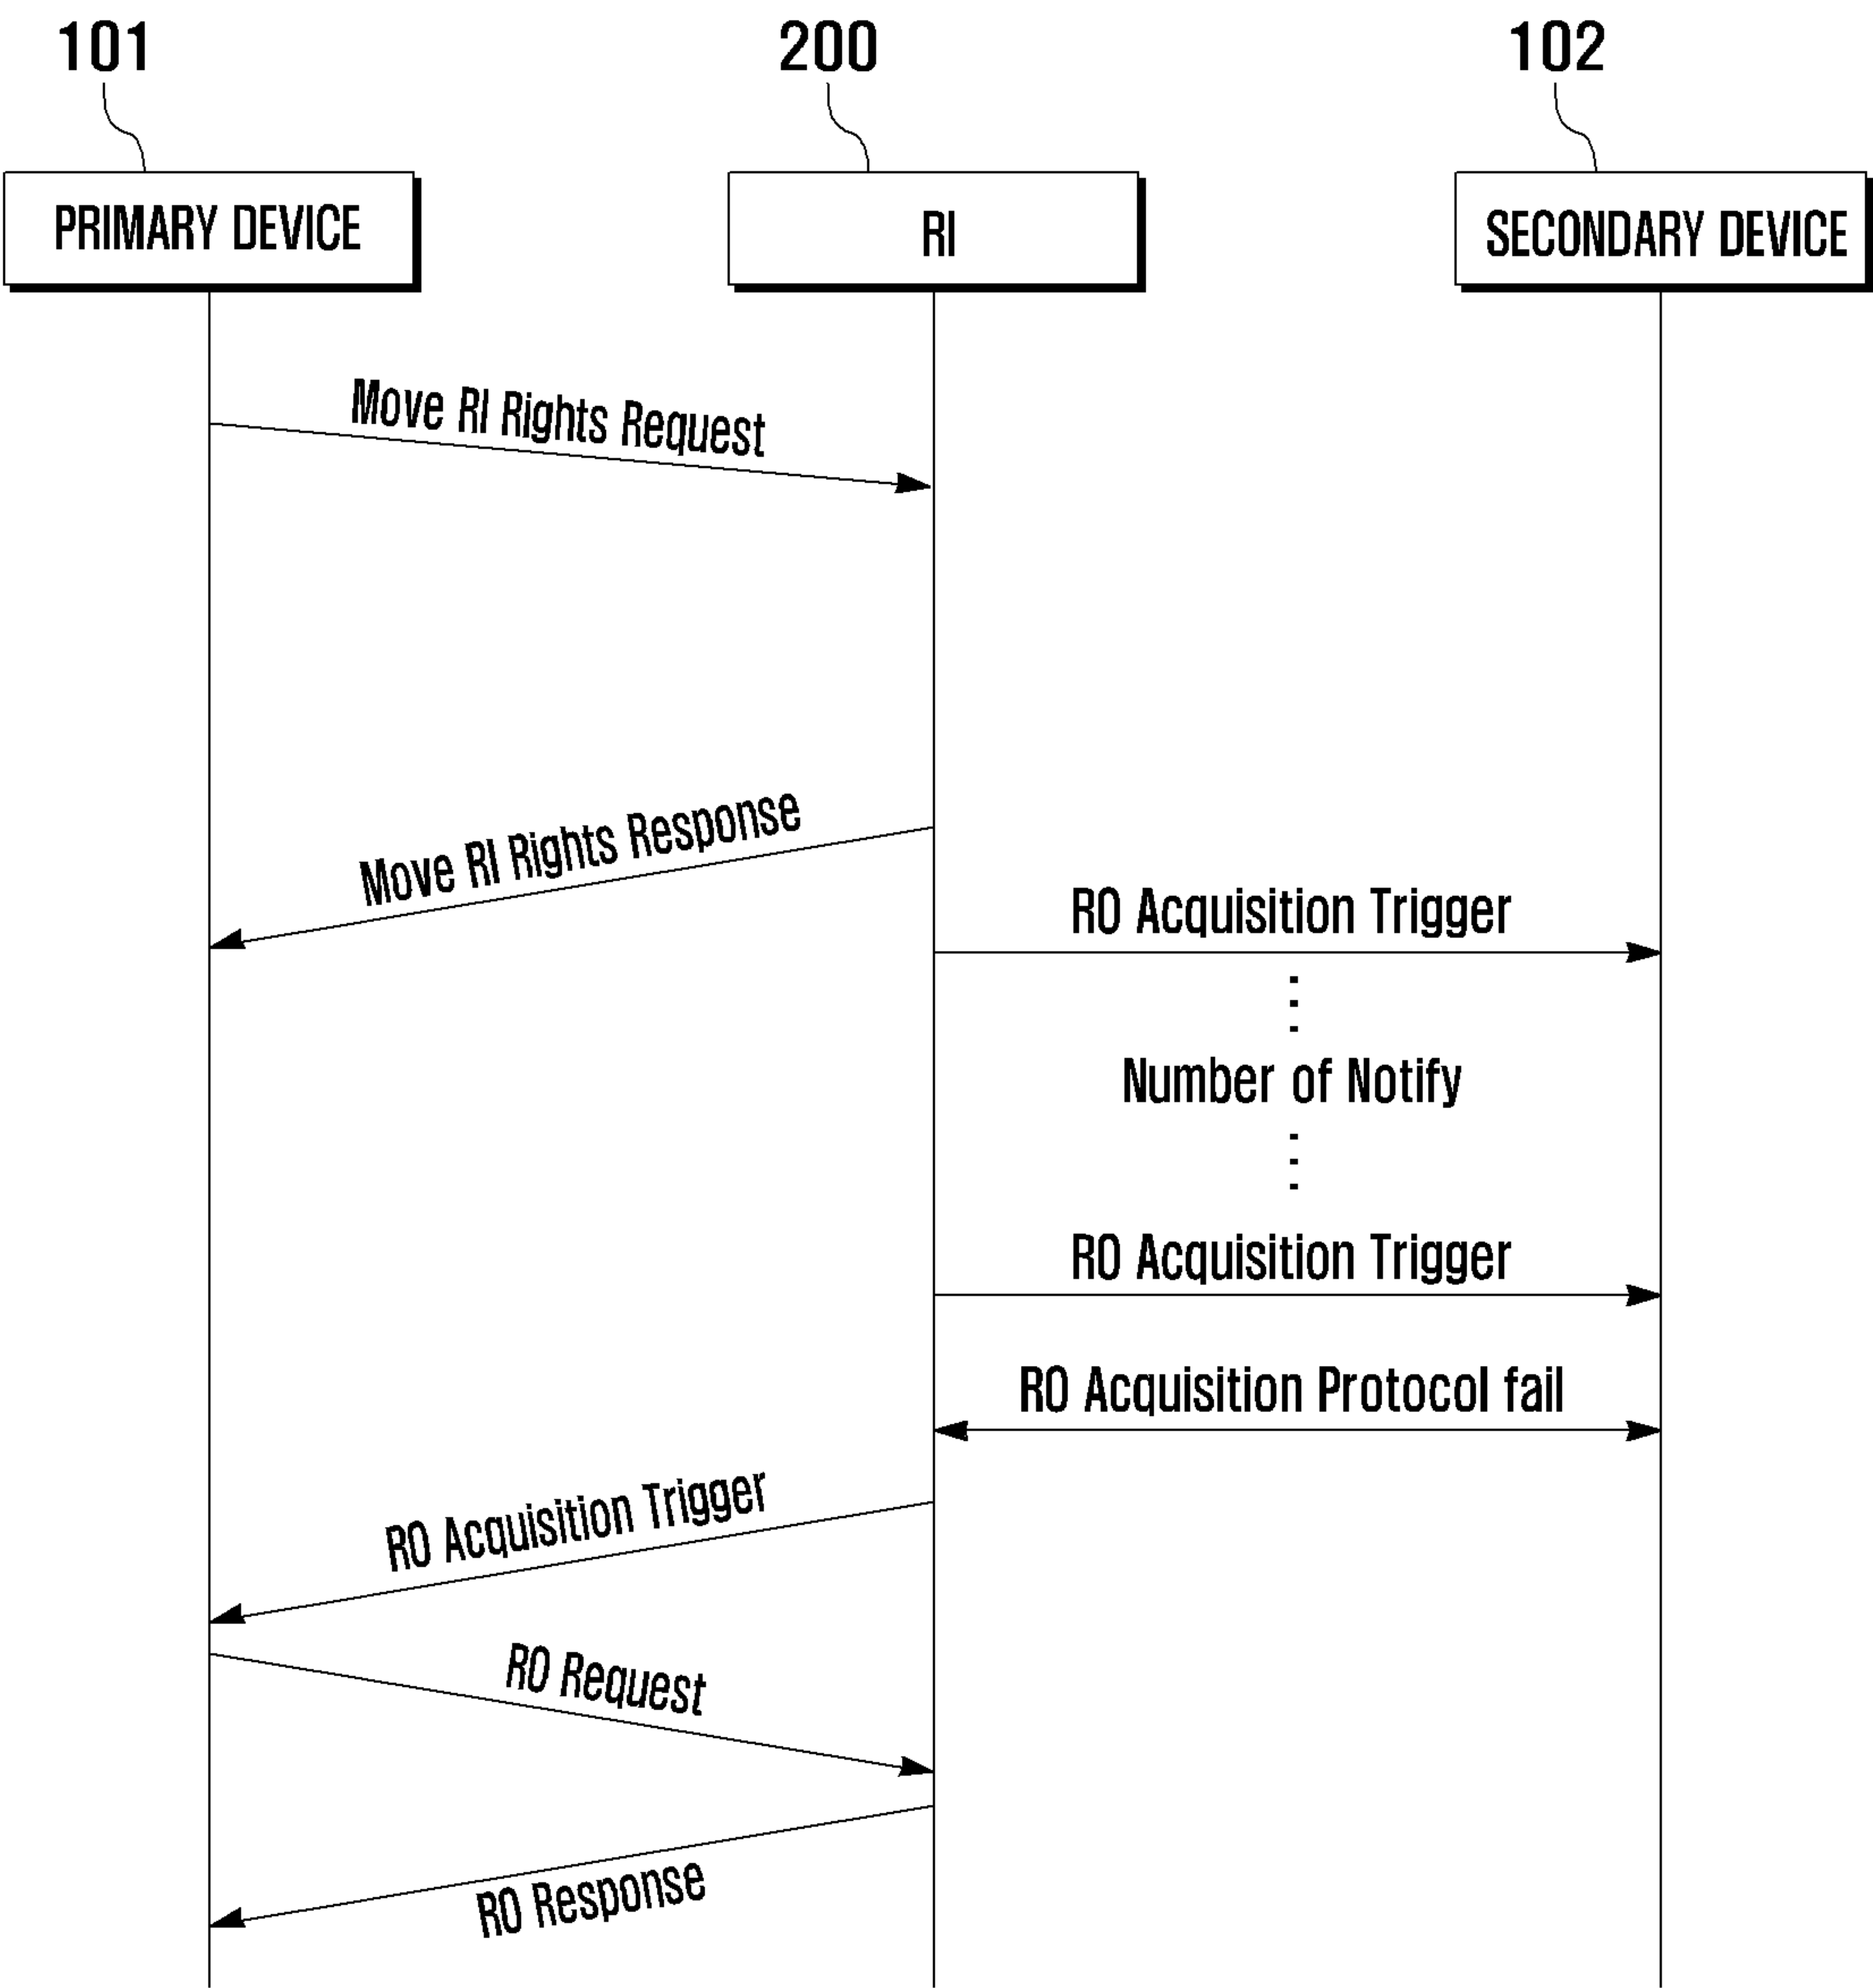 101
200
102
PRIMARY DEVICE
RI
SECONDARY DEVICE
Move RI Rights Request
Move RI Rights Response
RO Acquisition Trigger
Number of Notify
RO Acquisition Trigger
RO Acquisition Protocol fail
RO Acquisition Trigger
RO Request
RO Response